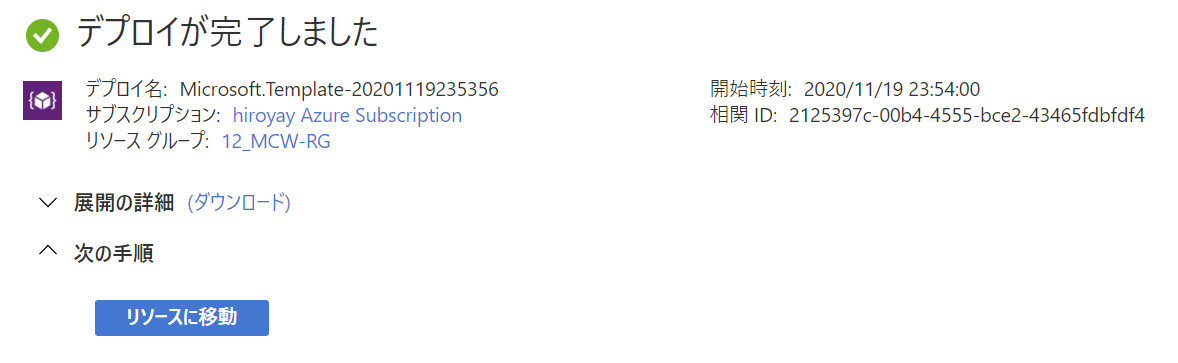 デプロイが完了しました
デプロイ名: Microsoft.Template-20201119235356
サブスクリプション: hiroyay Azure Subscription
リソース グループ: 12_MCW-RG
開始時刻: 2020/11/19 23:54:00
相関 ID: 2125397c-00b4-4555-bce2-43465fdbfdf4
展開の詳細 (ダウンロード)
次の手順
リソースに移動